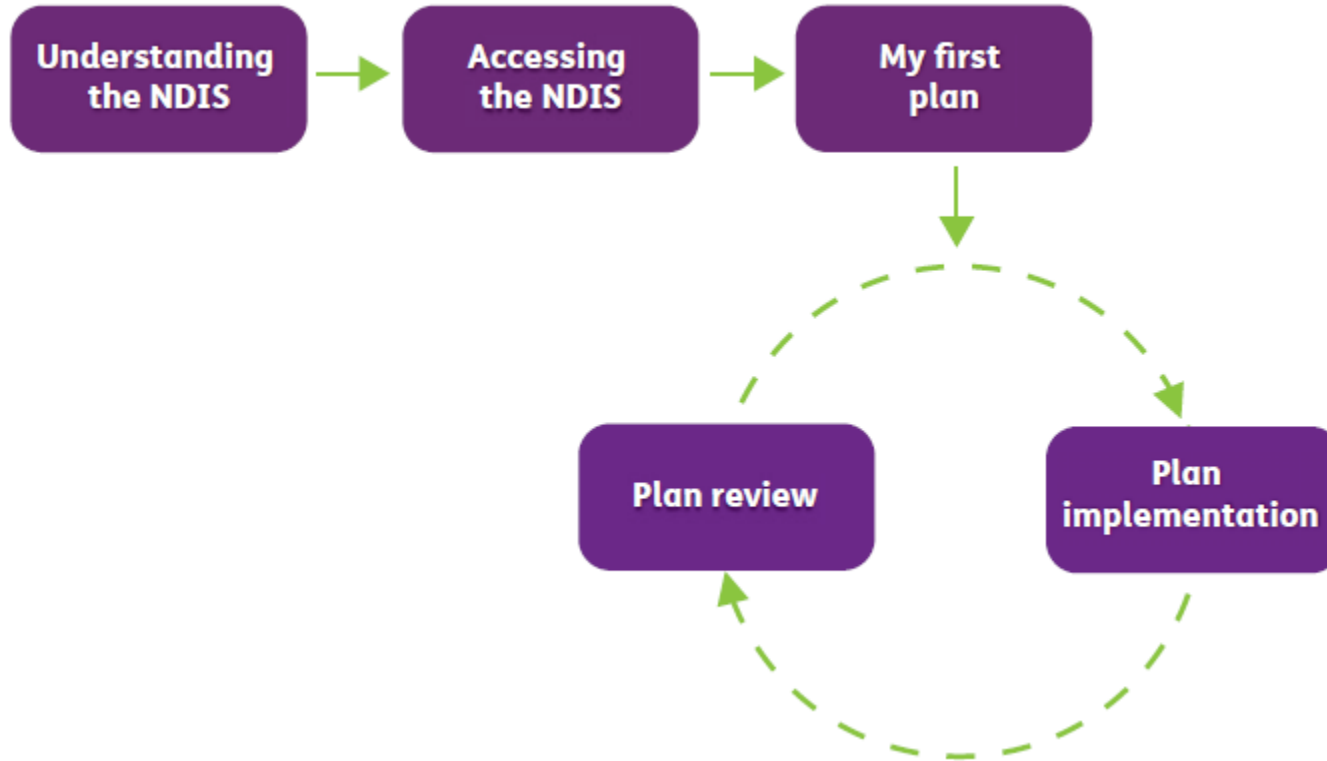 Understanding
the NDIS
Accessing
the NDIS
My first
plan
Plan review
Plan
implementation